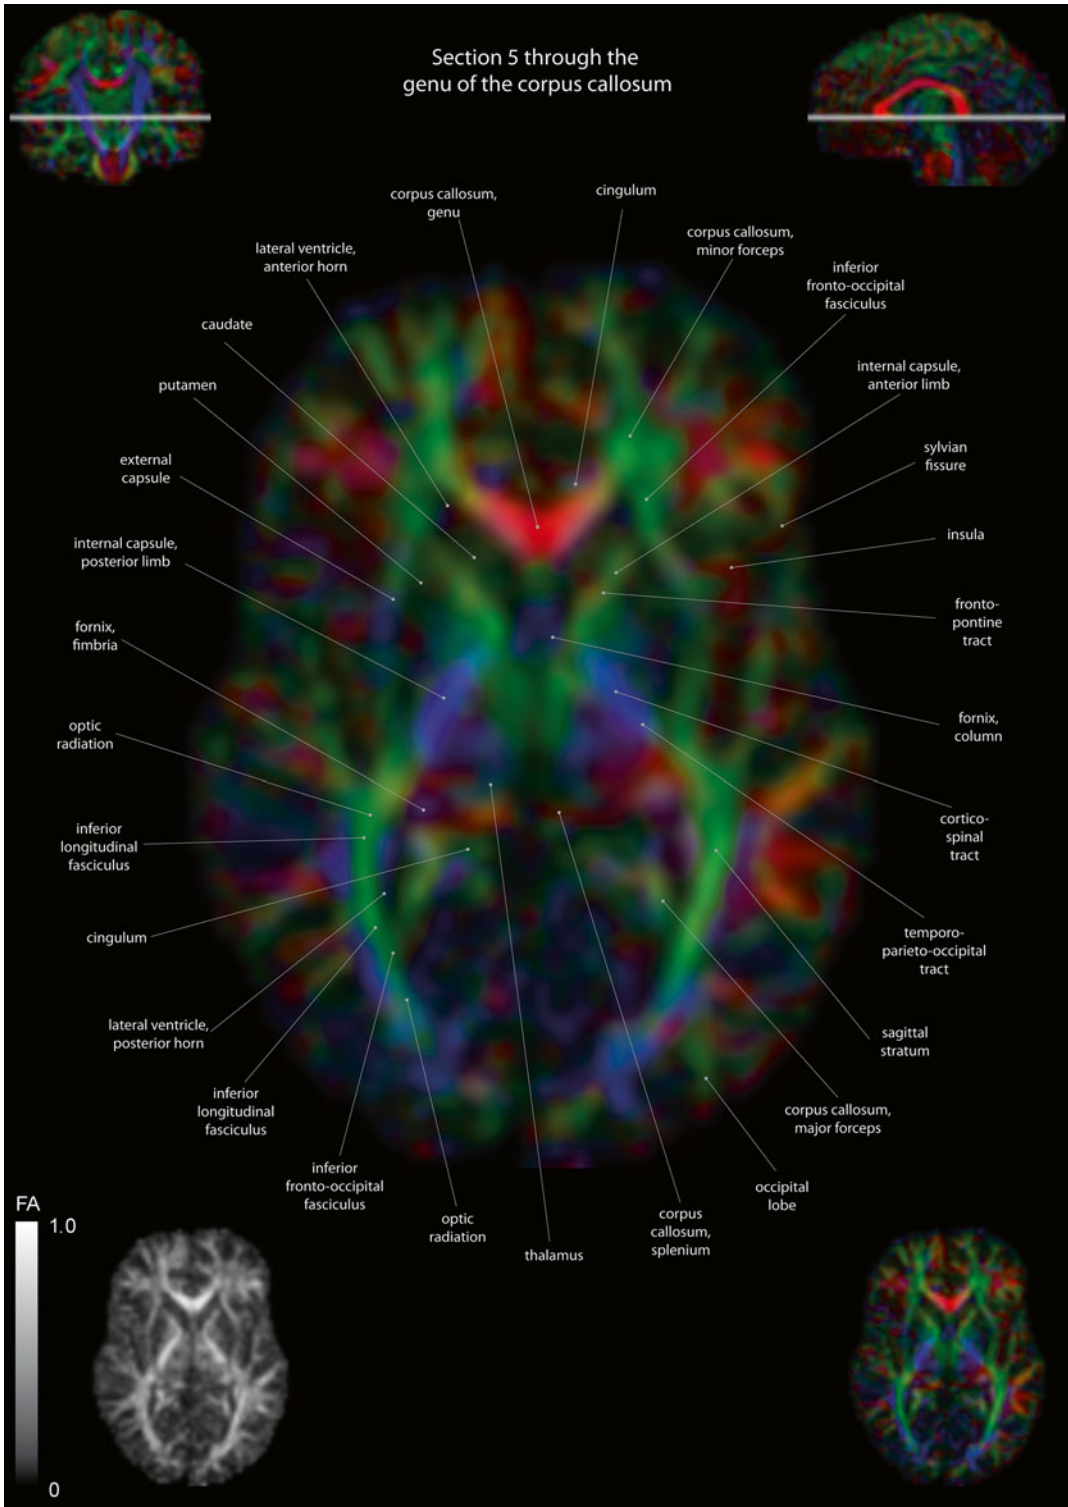 Section 5 through the
genu of the corpus callosum
corpus callosum,
genu
cingulum
corpus callosum,
minor forceps
lateral ventricle,
anterior horn
inferior
fronto-occipital
fasciculus
caudate
internal capsule,
anterior limb
putamen
sylvian
fissure
external
capsule
insula
internal capsule,
posterior limb
fronto-
pontine
tract
fornix,
fimbria
fornix,
column
optic
radiation
cortico-
spinal
tract
inferior
longitudinal
fasciculus
temporo-
parieto-occipital
tract
cingulum
sagittal
stratum
lateral ventricle,
posterior horn
inferior
longitudinal
fasciculus
corpus callosum,
major forceps
inferior
fronto-occipital
fasciculus
occipital
lobe
optic
radiation
corpus
callosum,
splenium
thalamus
FA
1.0
0